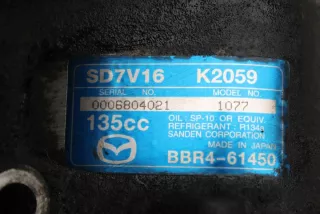 SD7V16 K2059
SERIAL NO. MODEL NO.
0006804021 1077
135cc OIL : SP-10 OR EQUIV.
REFRIGERANT : R134a
SANDEN CORPORATION
MADE IN JAPAN
BBR4-61450